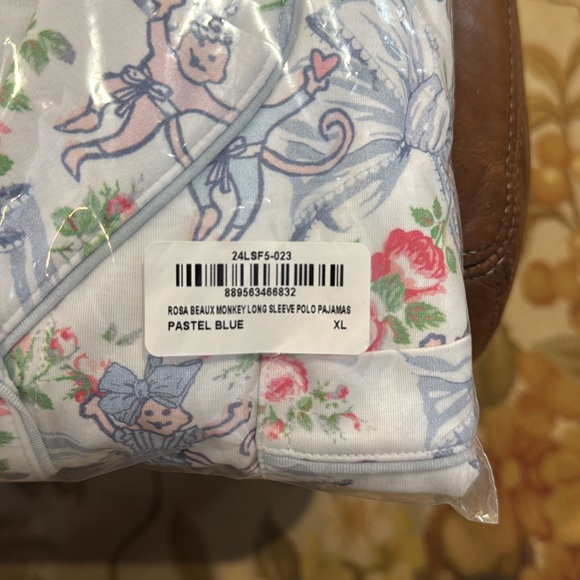 24LSF5-023
889563466832
ROSA BEAUX MONKEY LONG SLEEVE POLO PAJAMAS
PASTEL BLUE XL